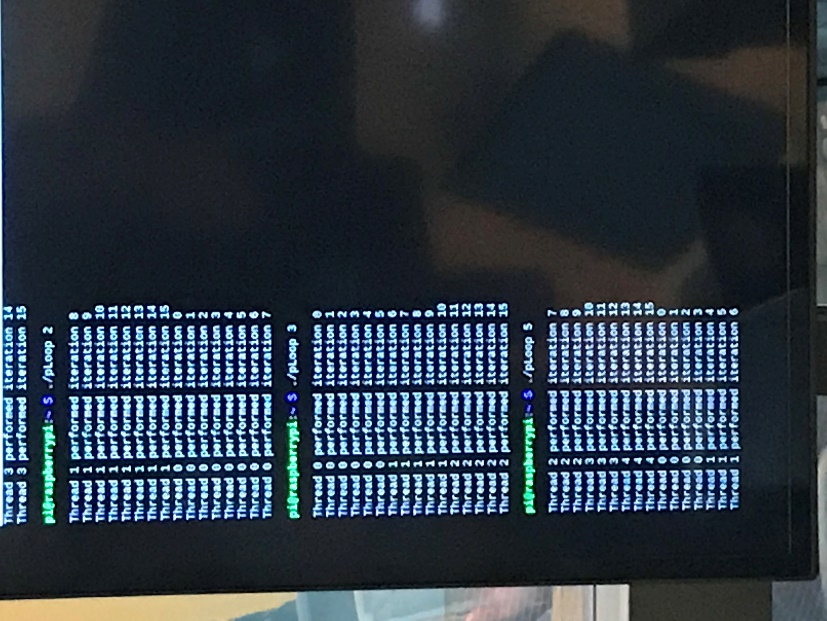 Thread 3 performed iteration 14
Thread 3 performed iteration 15
pi@raspberrypi:~ $ ./pLoop 2
Thread 1 performed iteration 8
Thread 1 performed iteration 9
Thread 1 performed iteration 10
Thread 1 performed iteration 11
Thread 1 performed iteration 12
Thread 1 performed iteration 13
Thread 1 performed iteration 14
Thread 1 performed iteration 15
Thread 0 performed iteration 0
Thread 0 performed iteration 1
Thread 0 performed iteration 2
Thread 0 performed iteration 3
Thread 0 performed iteration 4
Thread 0 performed iteration 5
Thread 0 performed iteration 6
Thread 0 performed iteration 7
pi@raspberrypi:~ $ ./pLoop 3
Thread 0 performed iteration 0
Thread 0 performed iteration 1
Thread 0 performed iteration 2
Thread 0 performed iteration 3
Thread 0 performed iteration 4
Thread 0 performed iteration 5
Thread 1 performed iteration 6
Thread 1 performed iteration 7
Thread 1 performed iteration 8
Thread 1 performed iteration 9
Thread 1 performed iteration 10
Thread 2 performed iteration 11
Thread 2 performed iteration 12
Thread 2 performed iteration 13
Thread 2 performed iteration 14
Thread 2 performed iteration 15
pi@raspberrypi:~ $ ./pLoop 5
Thread 2 performed iteration 7
Thread 2 performed iteration 8
Thread 2 performed iteration 9
Thread 3 performed iteration 10
Thread 3 performed iteration 11
Thread 3 performed iteration 12
Thread 4 performed iteration 13
Thread 4 performed iteration 14
Thread 4 performed iteration 15
Thread 0 performed iteration 0
Thread 0 performed iteration 1
Thread 0 performed iteration 2
Thread 0 performed iteration 3
Thread 1 performed iteration 4
Thread 1 performed iteration 5
Thread 1 performed iteration 6